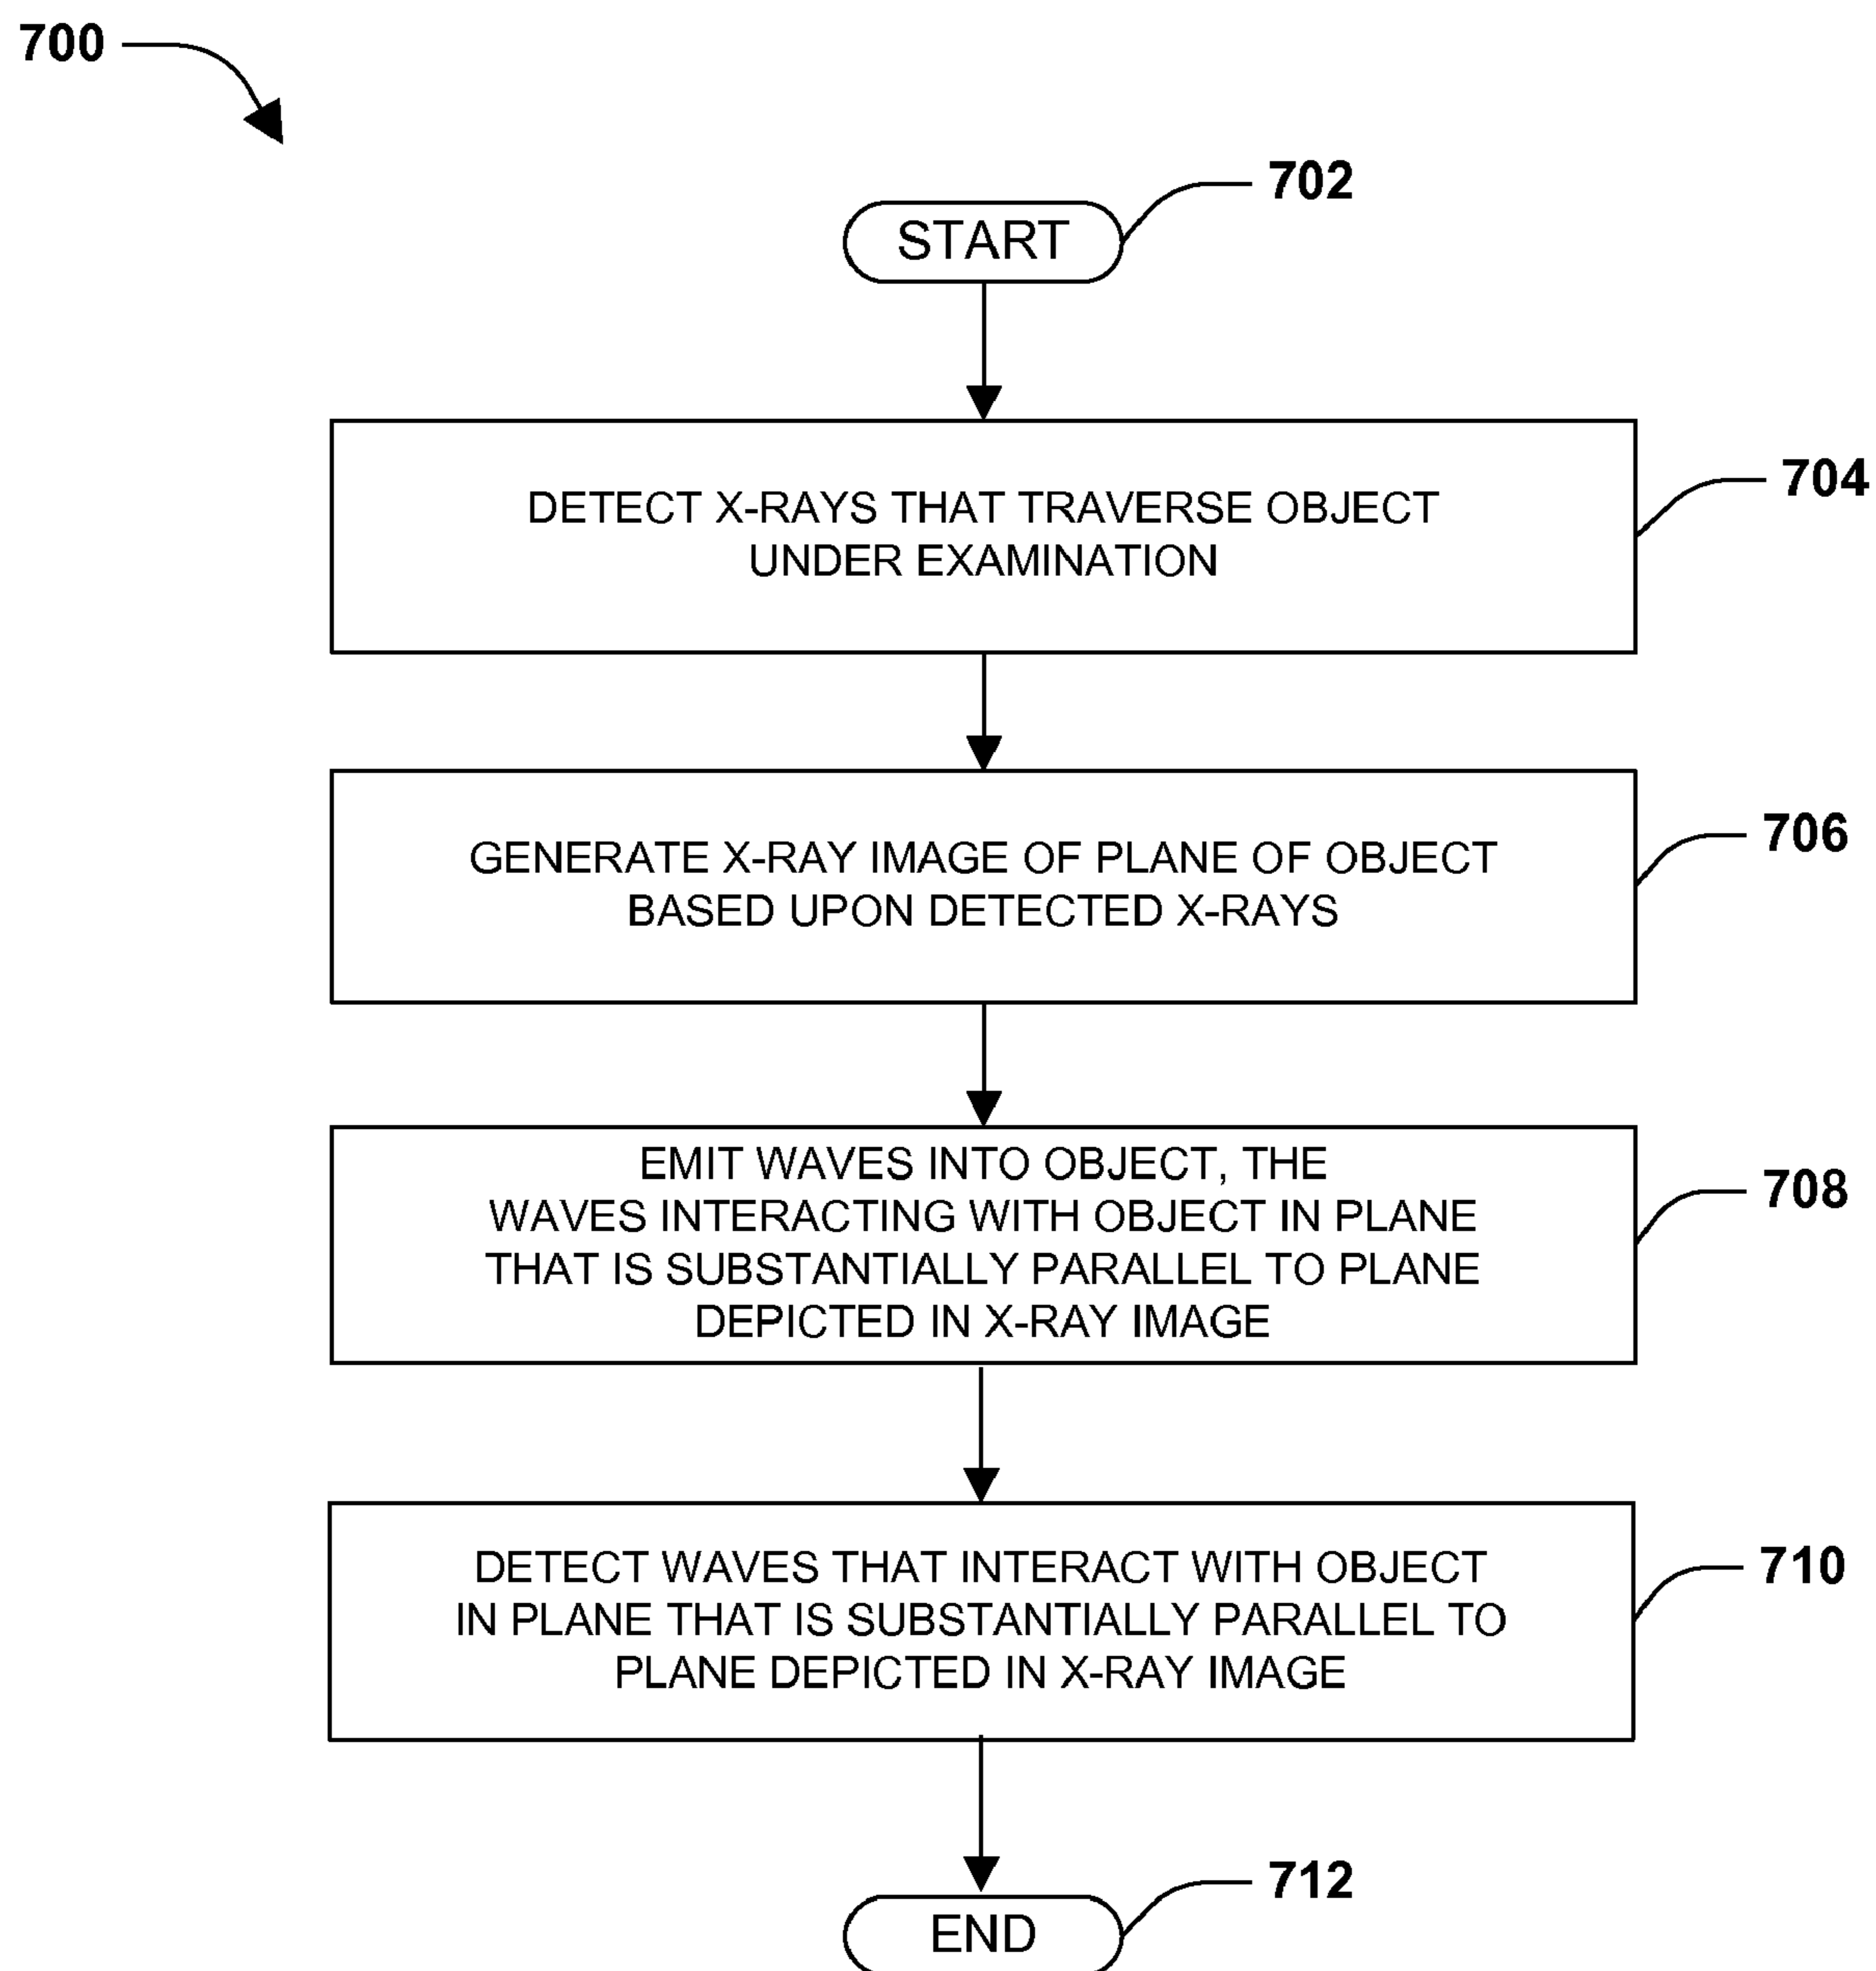 700
702
START
704
DETECT X-RAYS THAT TRAVERSE OBJECT
UNDER EXAMINATION
706
GENERATE X-RAY IMAGE OF PLANE OF OBJECT
BASED UPON DETECTED X-RAYS
708
EMIT WAVES INTO OBJECT, THE
WAVES INTERACTING WITH OBJECT IN PLANE
THAT IS SUBSTANTIALLY PARALLEL TO PLANE
DEPICTED IN X-RAY IMAGE
710
DETECT WAVES THAT INTERACT WITH OBJECT
IN PLANE THAT IS SUBSTANTIALLY PARALLEL TO
PLANE DEPICTED IN X-RAY IMAGE
712
END